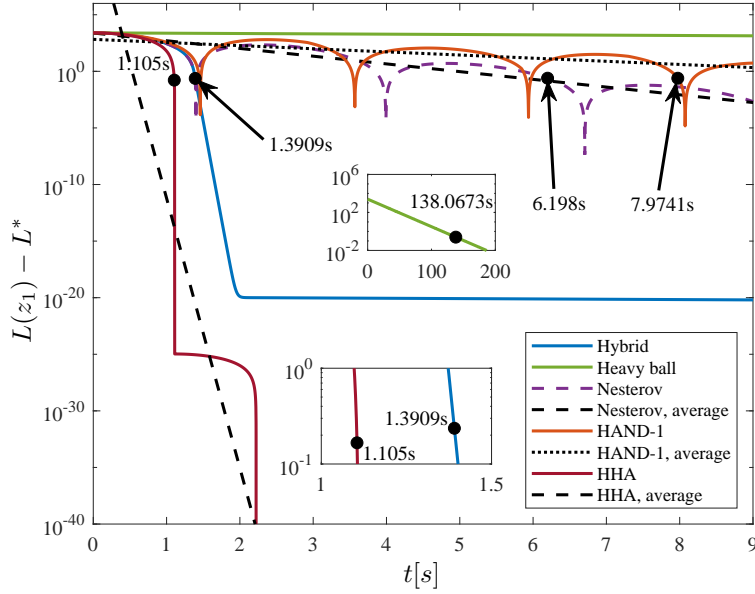 10^0
10^-10
10^-20
10^-30
10^-40
L(z_1) − L^*
1.105s
1.3909s
6.198s
7.9741s
10^6
10^2
10^-2
138.0673s
0 100 200
10^0
10^-1
1.3909s
1.105s
1 1.5
Hybrid
Heavy ball
Nesterov
Nesterov, average
HAND-1
HAND-1, average
HHA
HHA, average
0 1 2 3 4 5 6 7 8 9
t[s]